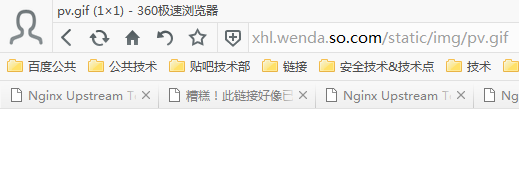 pv.gif (1×1) - 360极速浏览器
xhl.wenda.so.com/static/img/pv.gif
百度公共 公共技术 贴吧技术部 链接 安全技术&技术点
Nginx Upstream 糟糕！此链接好像已 Nginx Upstream Ng